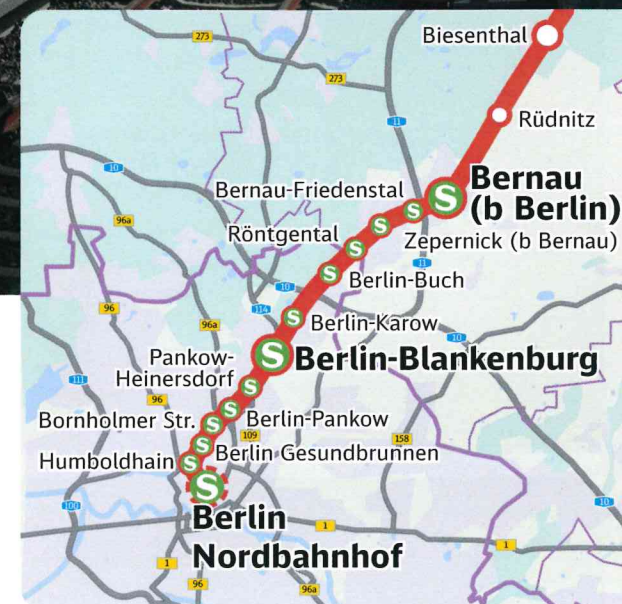 Biesenthal
273
273
Rüdnitz
11
10
Bernau-Friedenstal
S
S
Bernau
(b Berlin)
96a
Röntgental
S
S
Zepernick (b Bernau)
S
Berlin-Buch
11
10
96
114
96a
S
Berlin-Karow
10
Pankow-
Heinersdorf
S
Berlin-Blankenburg
111
S
96
S
Berlin-Pankow
Bornholmer Str.
S
109
158
S
Berlin Gesundbrunnen
Humboldhain
S
S
100
10
Berlin
Nordbahnhof
1
1
1
96
96a